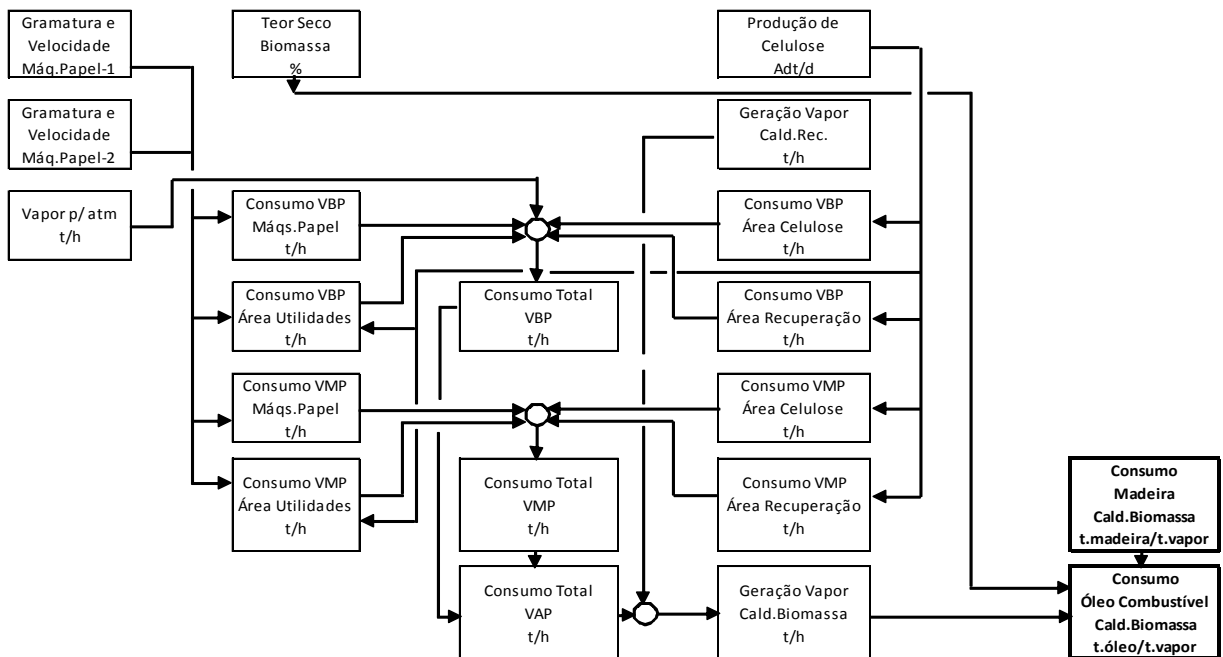 Gramatura e
Velocidade
Máq.Papel-1
Teor Seco
Biomassa
%
Produção de
Celulose
Adt/d
Gramatura e
Velocidade
Máq.Papel-2
Geração Vapor
Cald.Rec.
t/h
Vapor p/ atm
t/h
Consumo VBP
Máqs.Papel
t/h
Consumo VBP
Área Celulose
t/h
Consumo VBP
Área Utilidades
t/h
Consumo Total
VBP
t/h
Consumo VBP
Área Recuperação
t/h
Consumo VMP
Máqs.Papel
t/h
Consumo VMP
Área Celulose
t/h
Consumo VMP
Área Utilidades
t/h
Consumo Total
VMP
t/h
Consumo VMP
Área Recuperação
t/h
Consumo
Madeira
Cald.Biomassa
t.madeira/t.vapor
Consumo Total
VAP
t/h
Geração Vapor
Cald.Biomassa
t/h
Consumo
Óleo Combustível
Cald.Biomassa
t.óleo/t.vapor